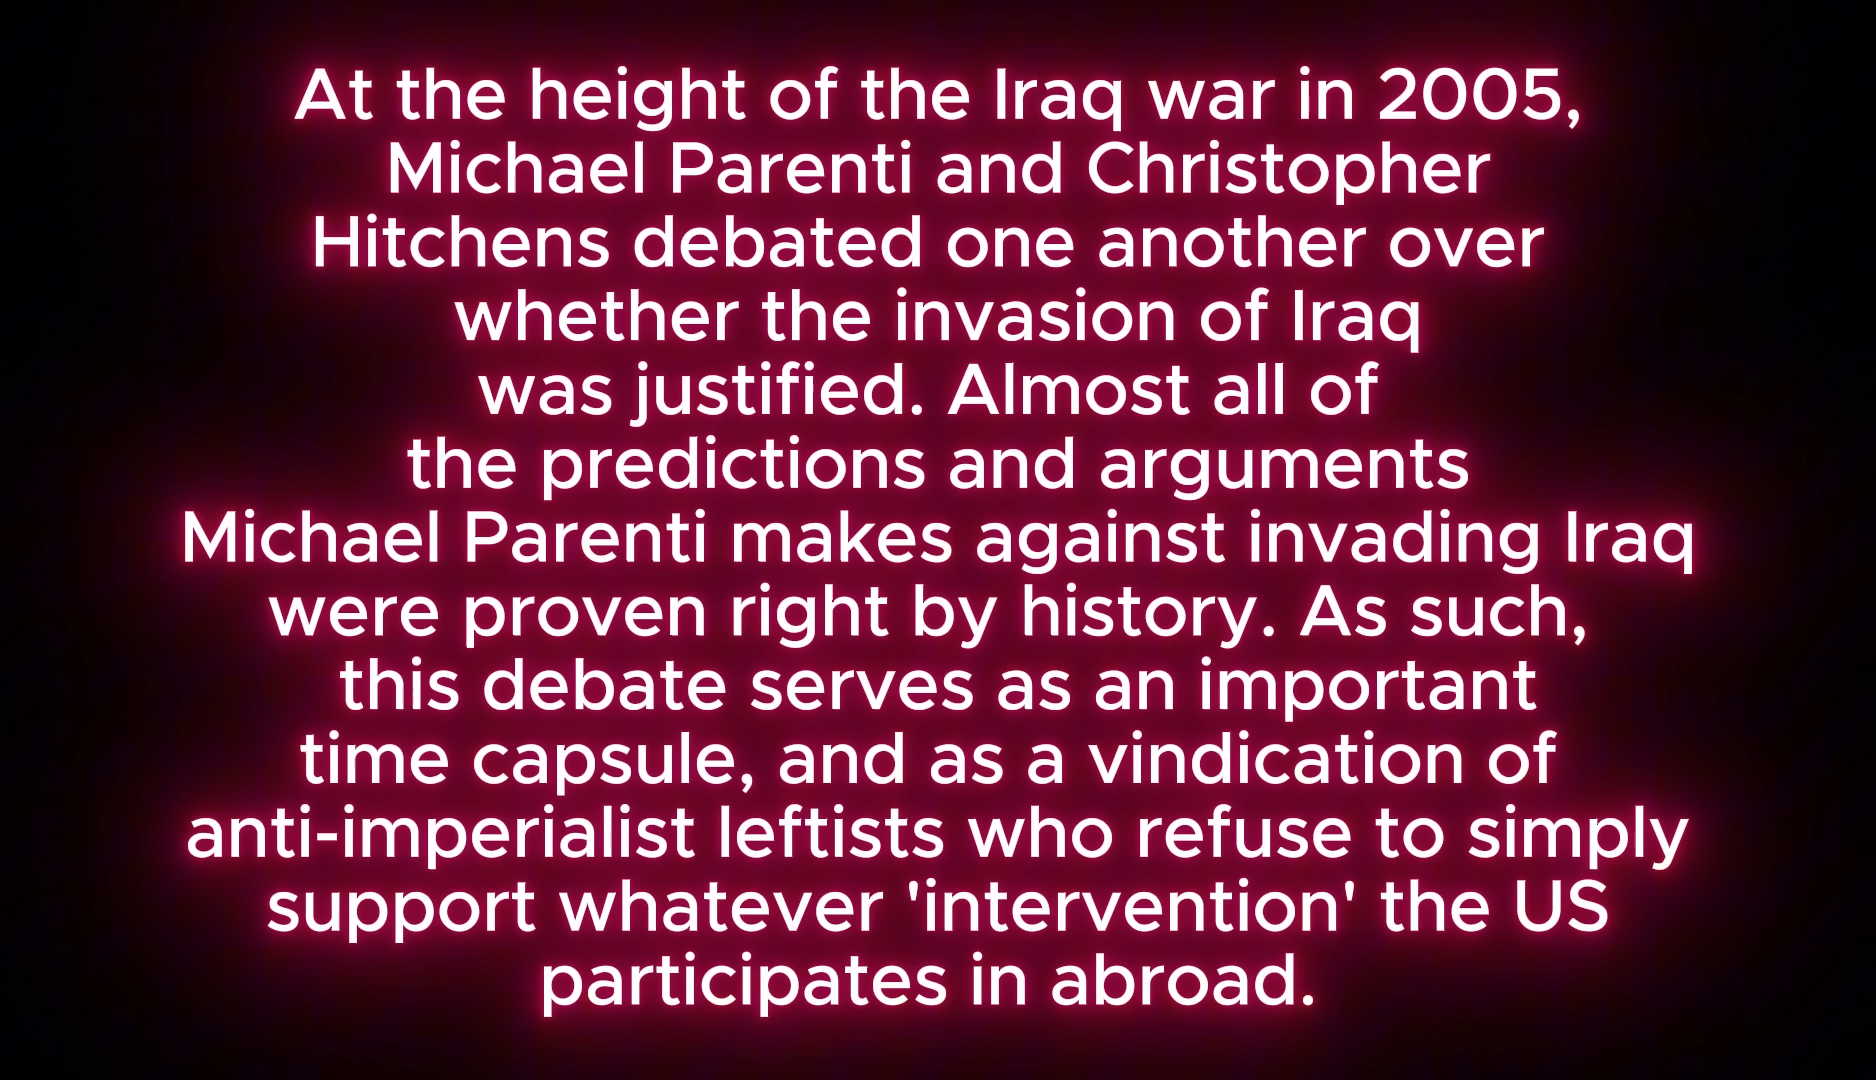 At the height of the Iraq war in 2005,
Michael Parenti and Christopher
Hitchens debated one another over
whether the invasion of Iraq
was justified. Almost all of
the predictions and arguments
Michael Parenti makes against invading Iraq
were proven right by history. As such,
this debate serves as an important
time capsule, and as a vindication of
anti-imperialist leftists who refuse to simply
support whatever 'intervention' the US
participates in abroad.